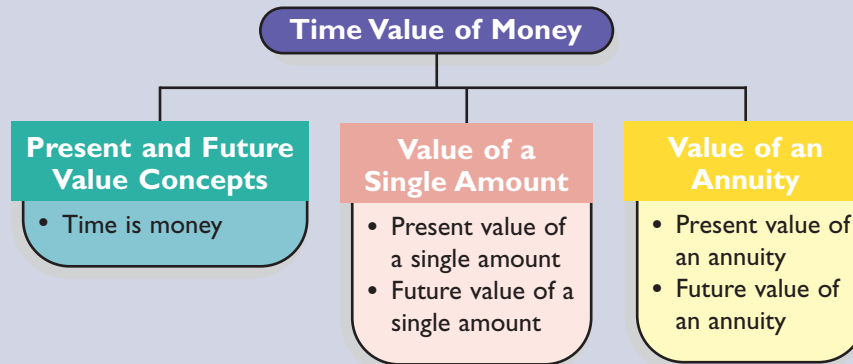 Time Value of Money
Present and Future
Value Concepts
• Time is money
Value of a
Single Amount
• Present value of
a single amount
• Future value of a
single amount
Value of an
Annuity
• Present value of
an annuity
• Future value of
an annuity